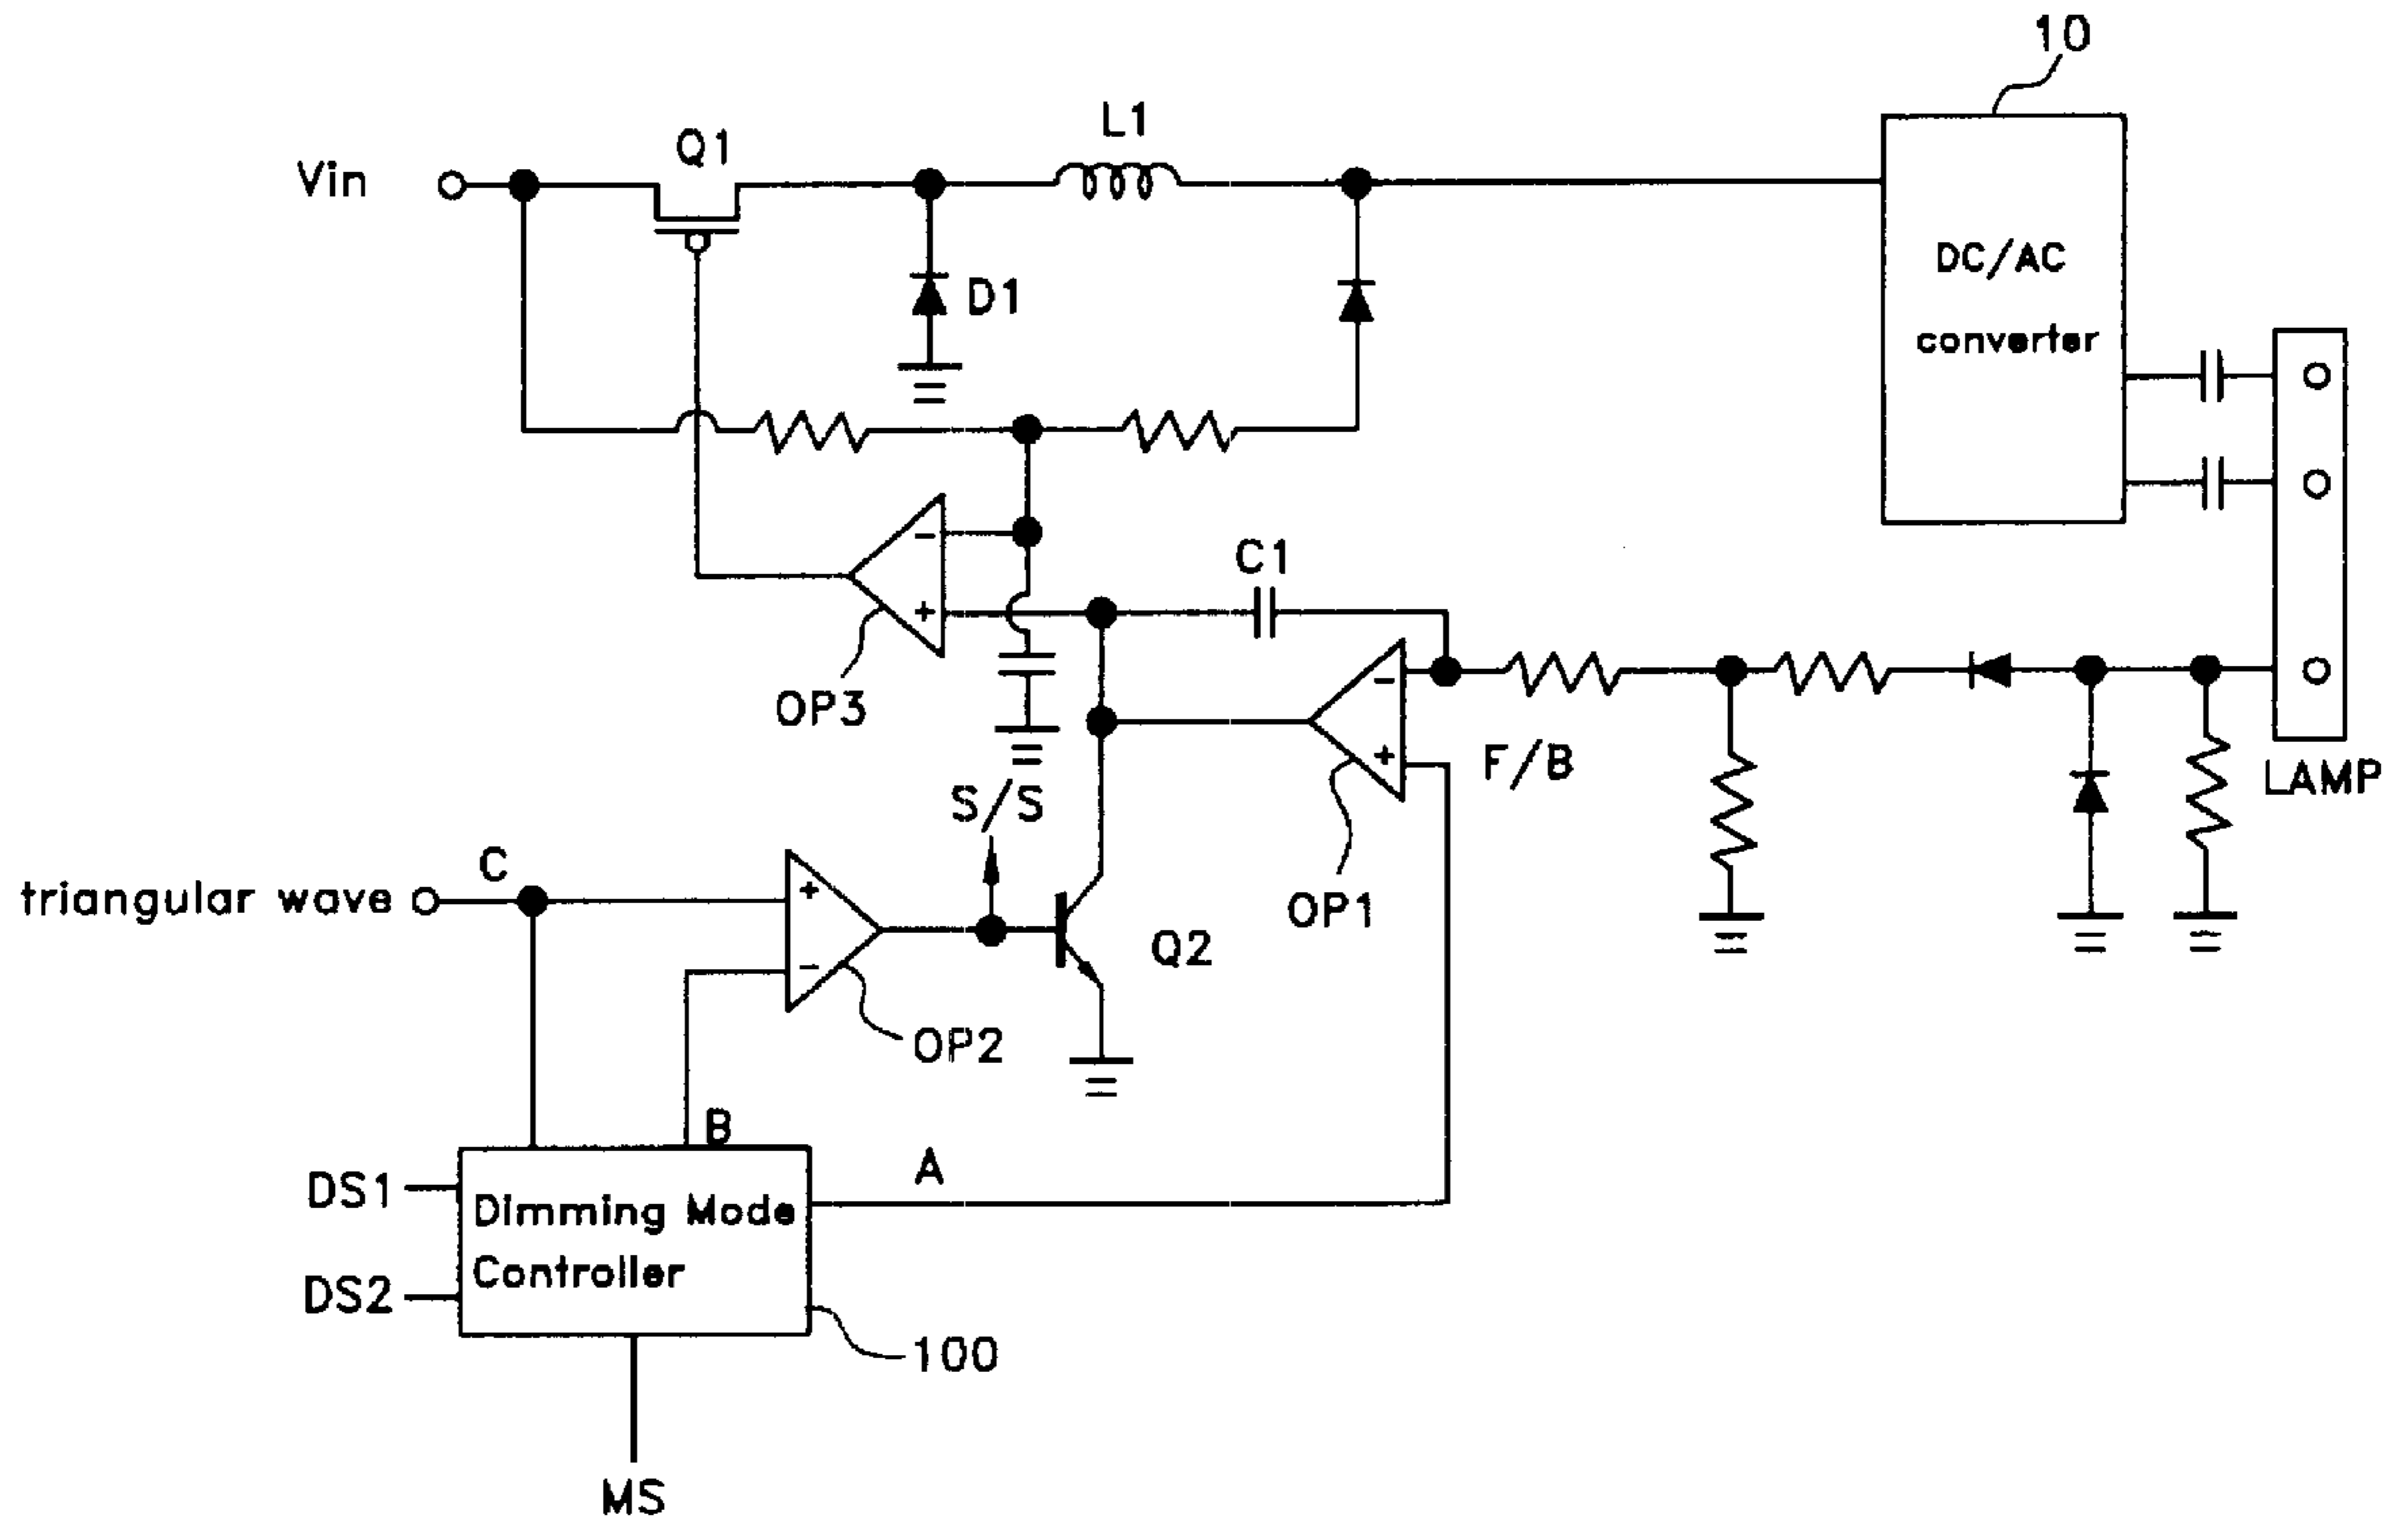 10
L1
Q1
Vin
DC/AC
converter
D1
C1
OP3
F/B
LAMP
S/S
C
triangular wave
+
-
OP1
Q2
OP2
B
A
DS1
Dimming Mode
Controller
DS2
100
MS